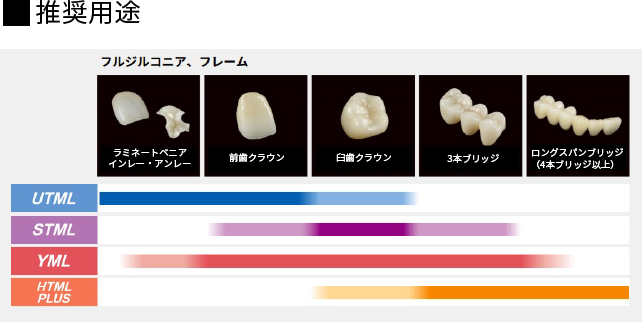 ■推奨用途
フルジルコニア、フレーム
ラミネートベニア
インレー・アンレー
前歯クラウン
臼歯クラウン
3本ブリッジ
ロングスパンブリッジ
(4本ブリッジ以上)
UTML
STML
YML
HTML
PLUS